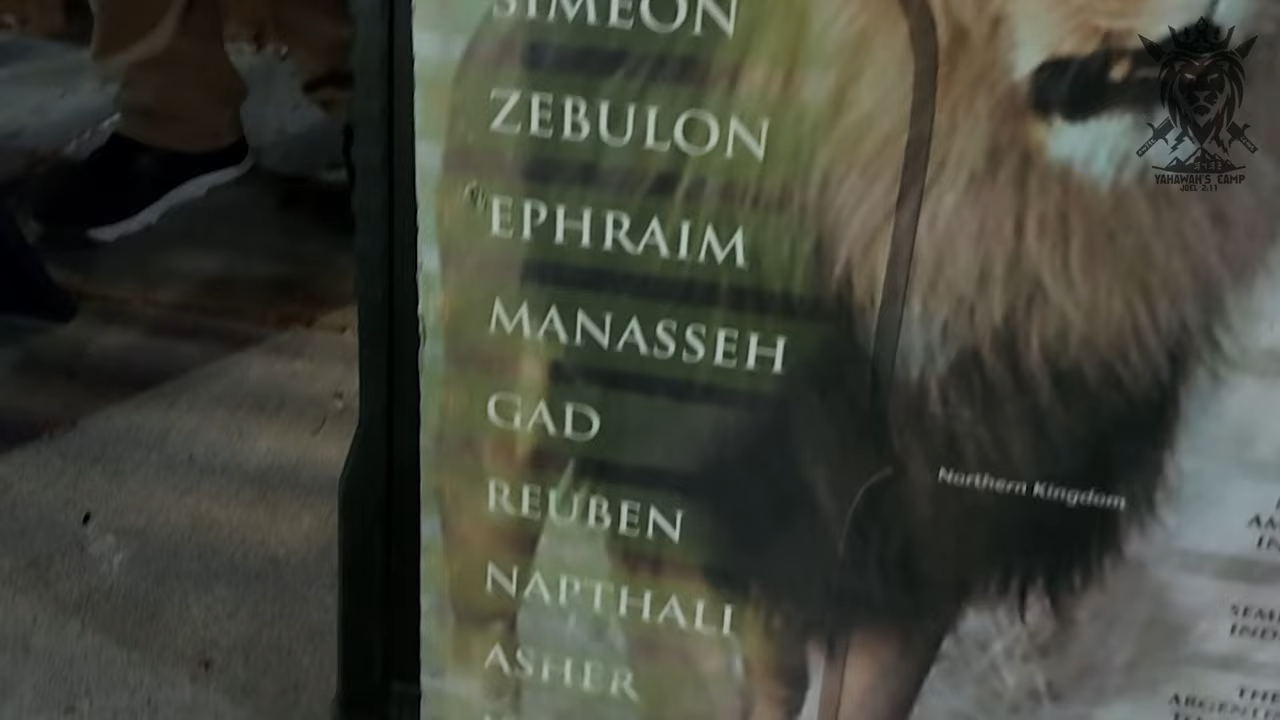 SIMEON
ZEBULON
EPHRAIM
MANASSEH
GAD
REUBEN
NAPTHALI
ASHER
Northern Kingdom
YAHAWAH'S CAMP
JOEL 2:11